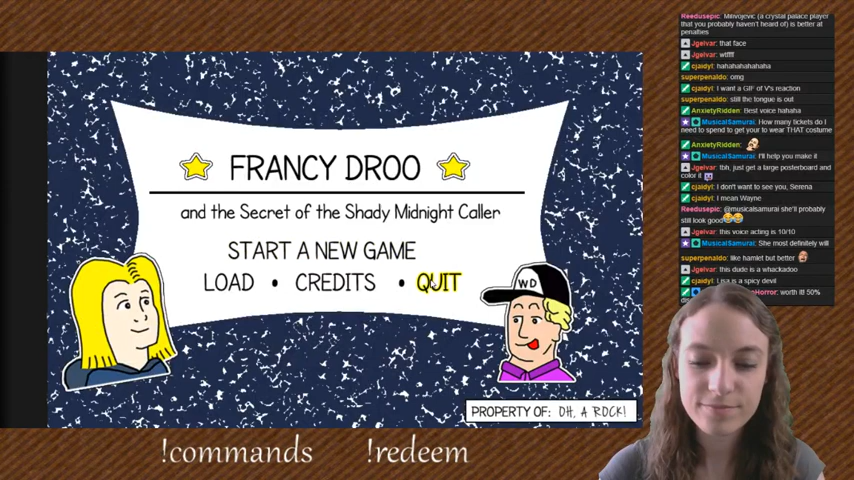 FRANCY DROO
and the Secret of the Shady Midnight Caller
START A NEW GAME
LOAD • CREDITS • QUIT
WD
PROPERTY OF: OH, A ROCK!
!commands !redeem
Reedusepic: Milivojevic (a crystal palace player
that you probably haven't heard of) is better at
penalties
Jgelvar: that face
Jgelvar: wtffff
cjaidyl: hahahahahahaha
superpenaldo: omg
cjaidyl: I want a GIF of V's reaction
superpenaldo: still the tongue is out
AnxietyRidden: Best voice hahaha
MusicalSamurai: How many tickets do I
need to spend to get your to wear THAT costume
AnxietyRidden:
MusicalSamurai: I'll help you make it
Jgelvar: tbh, just get a large posterboard and
color it
cjaidyl: I don't want to see you, Serena
cjaidyl: I mean Wayne
Reedusepic: @musicalsamurai she'll probably
still look good
Jgelvar: this voice acting is 10/10
MusicalSamurai: She most definitely will
superpenaldo: like hamlet but better
Jgelvar: this dude is a whackadoo
cjaidyl: Lisa is a spicy devil
Horror: worth it! 50%